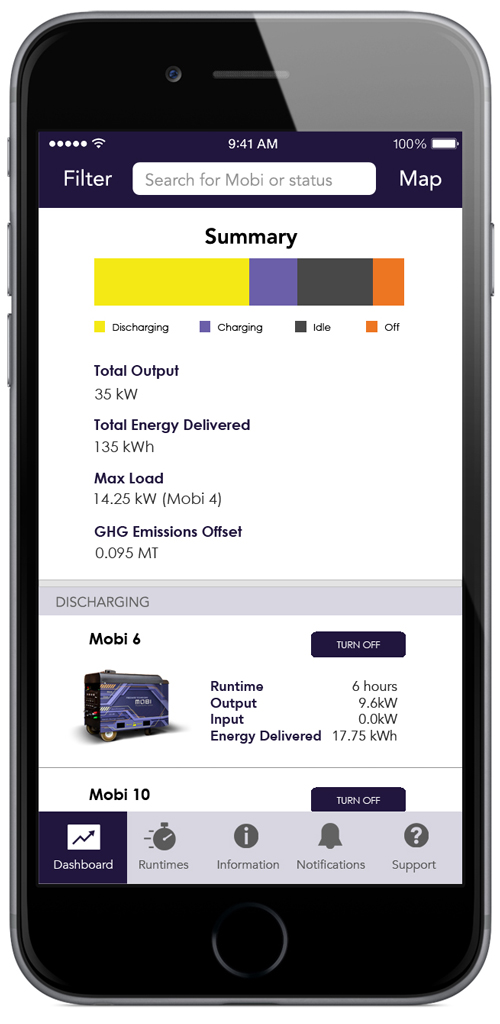 9:41 AM 100%
Filter Search for Mobi or status Map
Summary
Discharging Charging Idle Off
Total Output
35 kW
Total Energy Delivered
135 kWh
Max Load
14.25 kW (Mobi 4)
GHG Emissions Offset
0.095 MT
DISCHARGING
Mobi 6 TURN OFF
MOBI
Runtime 6 hours
Output 9.6kW
Input 0.0kW
Energy Delivered 17.75 kWh
Mobi 10 TURN OFF
Dashboard Runtimes Information Notifications Support